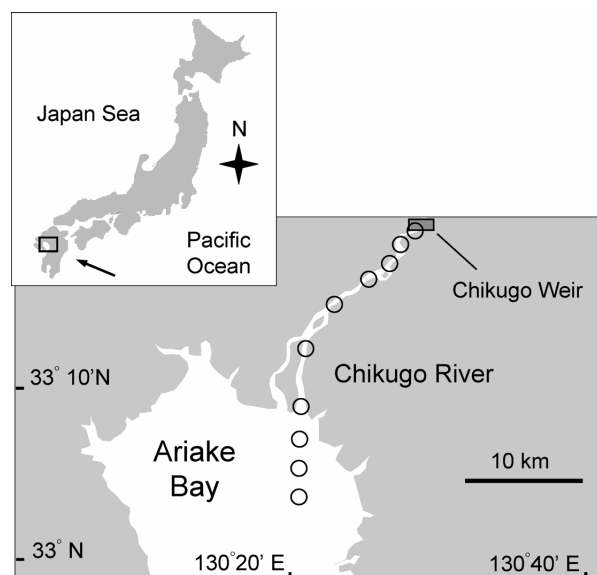 Japan Sea
N
Pacific
Ocean
Chikugo Weir
33° 10'N
Chikugo River
Ariake
Bay
10 km
33° N
130°20' E
130°40' E